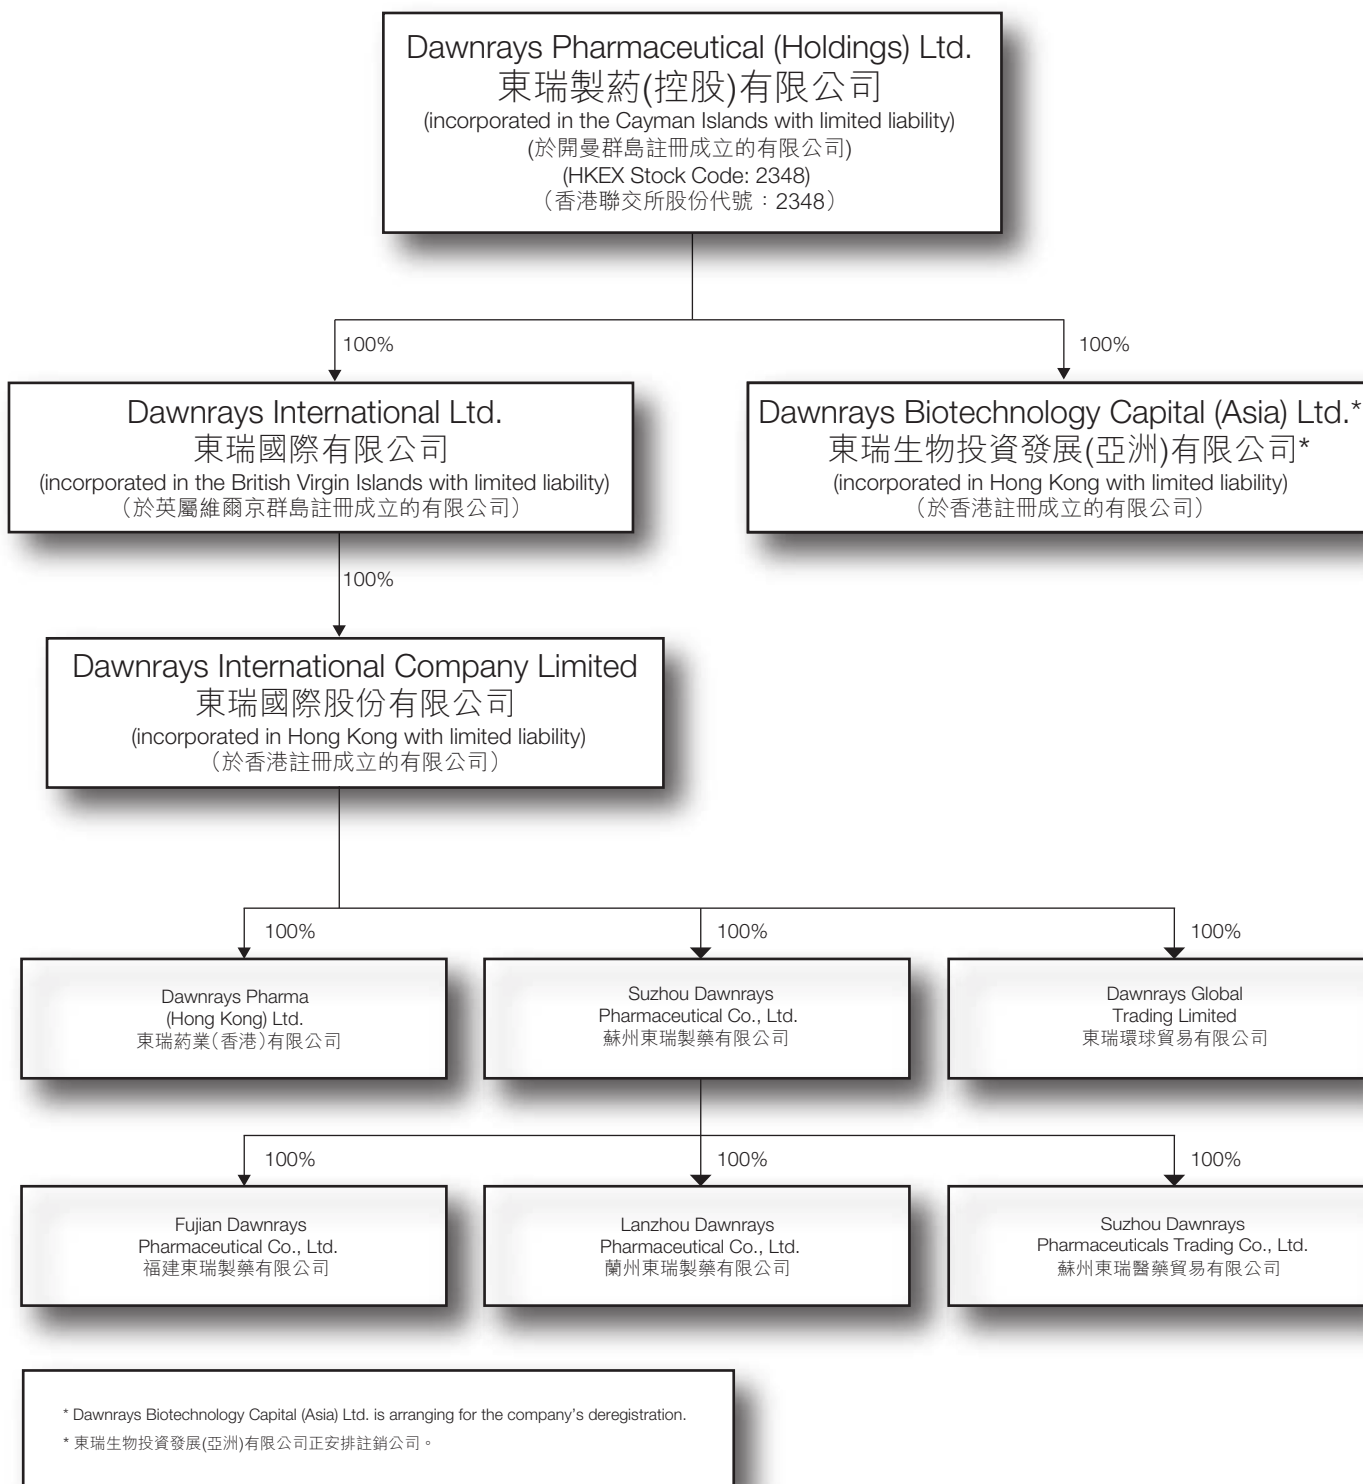 Dawnrays Pharmaceutical (Holdings) Ltd.
東瑞製葯(控股)有限公司
(incorporated in the Cayman Islands with limited liability)
(於開曼群島註冊成立的有限公司)
(HKEX Stock Code: 2348)
（香港聯交所股份代號：2348）
100%
100%
Dawnrays International Ltd.
東瑞國際有限公司
(incorporated in the British Virgin Islands with limited liability)
（於英屬維爾京群島註冊成立的有限公司）
Dawnrays Biotechnology Capital (Asia) Ltd.*
東瑞生物投資發展(亞洲)有限公司*
(incorporated in Hong Kong with limited liability)
（於香港註冊成立的有限公司）
100%
Dawnrays International Company Limited
東瑞國際股份有限公司
(incorporated in Hong Kong with limited liability)
（於香港註冊成立的有限公司）
100%
100%
100%
Dawnrays Pharma
(Hong Kong) Ltd.
東瑞葯業（香港）有限公司
Suzhou Dawnrays
Pharmaceutical Co., Ltd.
蘇州東瑞製藥有限公司
Dawnrays Global
Trading Limited
東瑞環球貿易有限公司
100%
100%
100%
Fujian Dawnrays
Pharmaceutical Co., Ltd.
福建東瑞製藥有限公司
Lanzhou Dawnrays
Pharmaceutical Co., Ltd.
蘭州東瑞製藥有限公司
Suzhou Dawnrays
Pharmaceuticals Trading Co., Ltd.
蘇州東瑞醫藥貿易有限公司
* Dawnrays Biotechnology Capital (Asia) Ltd. is arranging for the company’s deregistration.
* 東瑞生物投資發展(亞洲)有限公司正安排註銷公司。